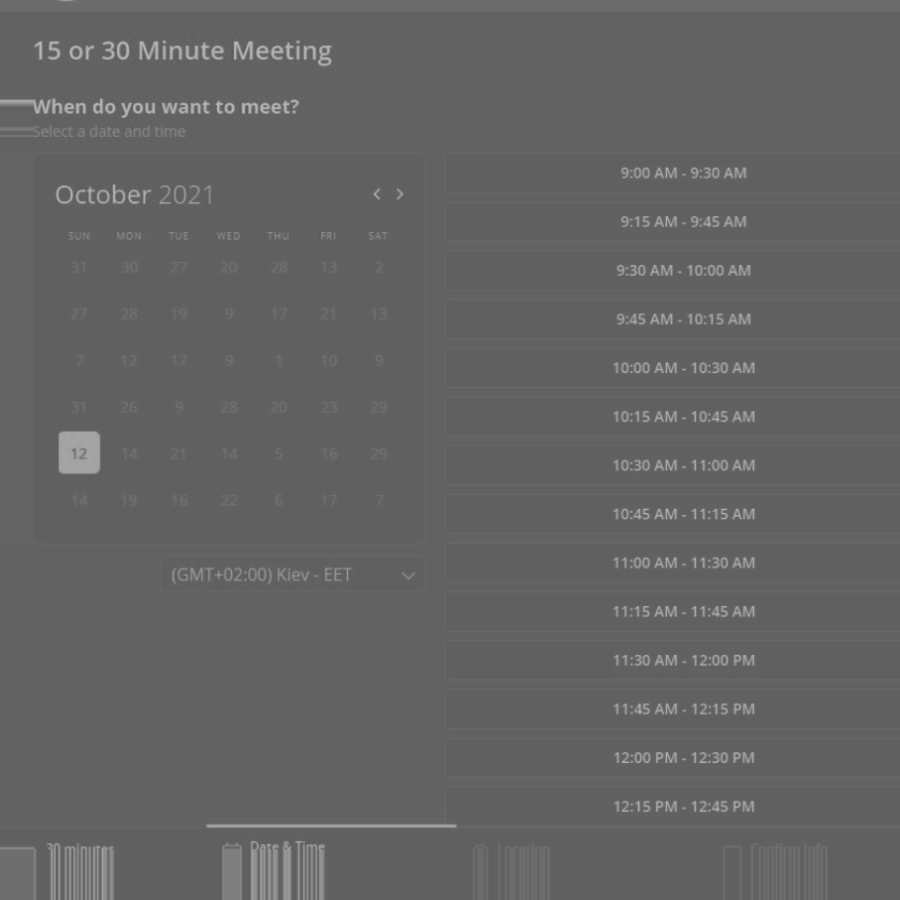 15 or 30 Minute Meeting
When do you want to meet?
Select a date and time
October 2021
SUN MON TUE WED THU FRI SAT
31 30 27 20 28 13 2
27 28 19 9 17 21 13
7 12 17 9 1 10 9
31 26 9 28 20 23 29
12 14 21 14 5 16 29
14 19 16 22 6 17 7
(GMT+02:00) Kiev - EET
9:00 AM - 9:30 AM
9:15 AM - 9:45 AM
9:30 AM - 10:00 AM
9:45 AM - 10:15 AM
10:00 AM - 10:30 AM
10:15 AM - 10:45 AM
10:30 AM - 11:00 AM
10:45 AM - 11:15 AM
11:00 AM - 11:30 AM
11:15 AM - 11:45 AM
11:30 AM - 12:00 PM
11:45 AM - 12:15 PM
12:00 PM - 12:30 PM
12:15 PM - 12:45 PM
30 minutes
Date & Time
Location
Confirm Info